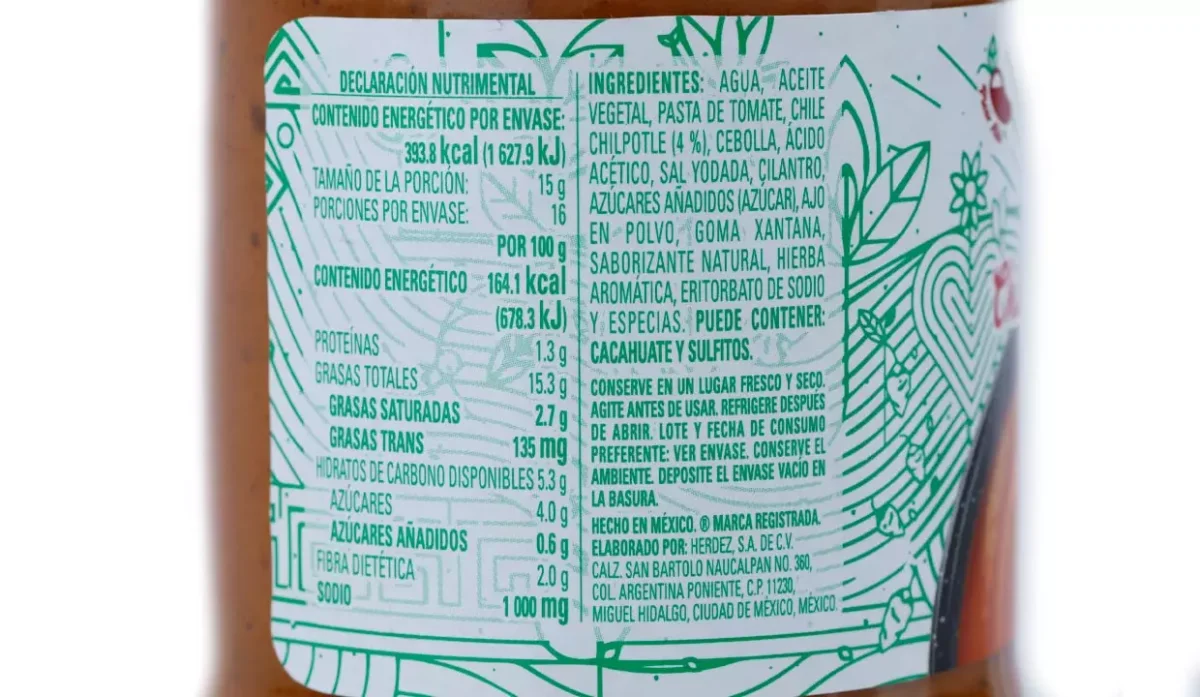 DECLARACIÓN NUTRIMENTAL
CONTENIDO ENERGÉTICO POR ENVASE:
393.8 kcal (1 627.9 kJ)
TAMAÑO DE LA PORCIÓN: 15 g
PORCIONES POR ENVASE: 16
POR 100 g
CONTENIDO ENERGÉTICO 164.1 kcal
(678.3 kJ)
PROTEÍNAS 1.3 g
GRASAS TOTALES 15.3 g
GRASAS SATURADAS 2.7 g
GRASAS TRANS 135 mg
HIDRATOS DE CARBONO DISPONIBLES 5.3 g
AZÚCARES 4.0 g
AZÚCARES AÑADIDOS 0.6 g
FIBRA DIETÉTICA 2.0 g
SODIO 1 000 mg
INGREDIENTES: AGUA, ACEITE
VEGETAL, PASTA DE TOMATE, CHILE
CHILPOTLE (4 %), CEBOLLA, ÁCIDO
ACÉTICO, SAL YODADA, CILANTRO,
AZÚCARES AÑADIDOS (AZÚCAR), AJO
EN POLVO, GOMA XANTANA,
SABORIZANTE NATURAL, HIERBA
AROMÁTICA, ERITORBATO DE SODIO
Y ESPECIAS. PUEDE CONTENER:
CACAHUATE Y SULFITOS.
CONSERVE EN UN LUGAR FRESCO Y SECO.
AGITE ANTES DE USAR. REFRIGERE DESPUÉS
DE ABRIR. LOTE Y FECHA DE CONSUMO
PREFERENTE: VER ENVASE. CONSERVE EL
AMBIENTE. DEPOSITE EL ENVASE VACÍO EN
LA BASURA.
HECHO EN MÉXICO. ® MARCA REGISTRADA.
ELABORADO POR: HERDEZ, S.A. DE C.V.
CALZ. SAN BARTOLO NAUCALPAN NO. 360,
COL. ARGENTINA PONIENTE, C.P. 11230,
MIGUEL HIDALGO, CIUDAD DE MÉXICO, MÉXICO.